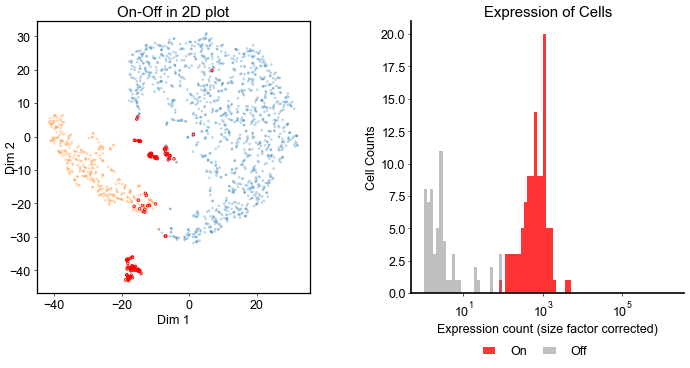 On-Off in 2D plot
30
20
10
0
−10
−20
−30
−40
Dim 2
−40 −20 0 20
Dim 1
Expression of Cells
20.0
17.5
15.0
12.5
10.0
7.5
5.0
2.5
0.0
Cell Counts
10^1 10^3 10^5
Expression count (size factor corrected)
On Off